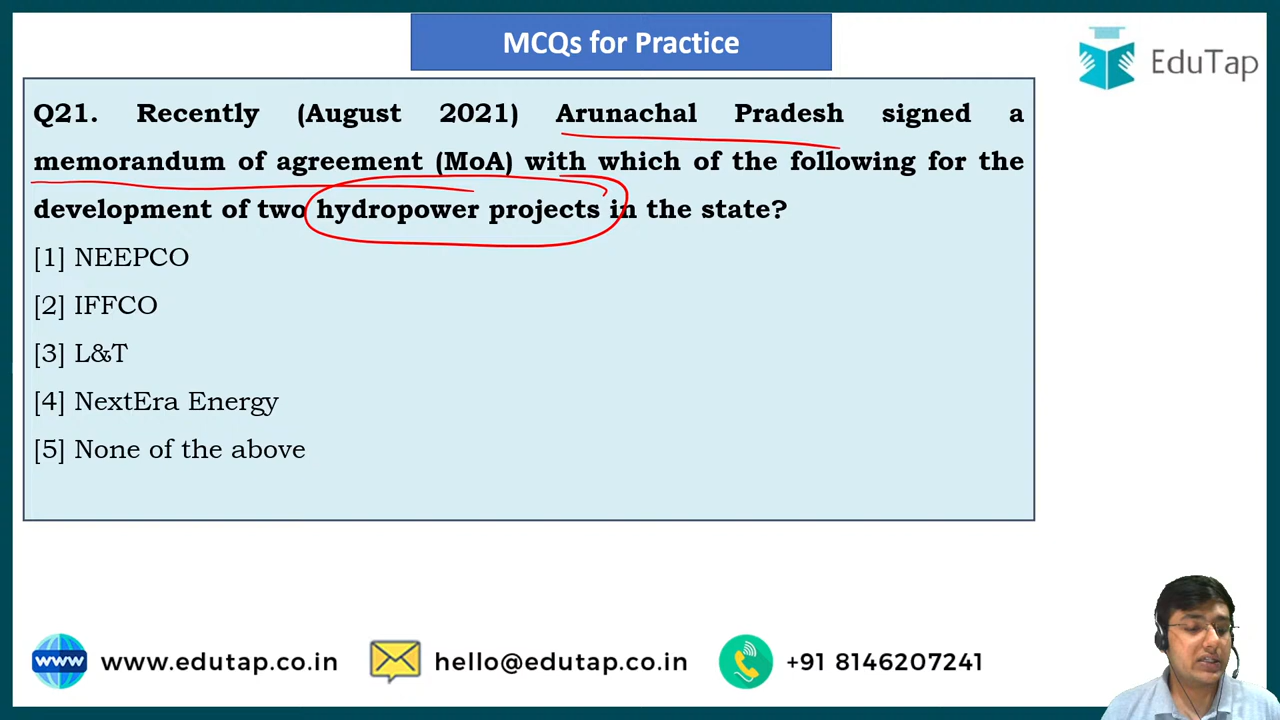 MCQs for Practice
EduTap
Q21. Recently (August 2021) Arunachal Pradesh signed a
memorandum of agreement (MoA) with which of the following for the
development of two hydropower projects in the state?
[1] NEEPCO
[2] IFFCO
[3] L&T
[4] NextEra Energy
[5] None of the above
www www.edutap.co.in hello@edutap.co.in +91 8146207241